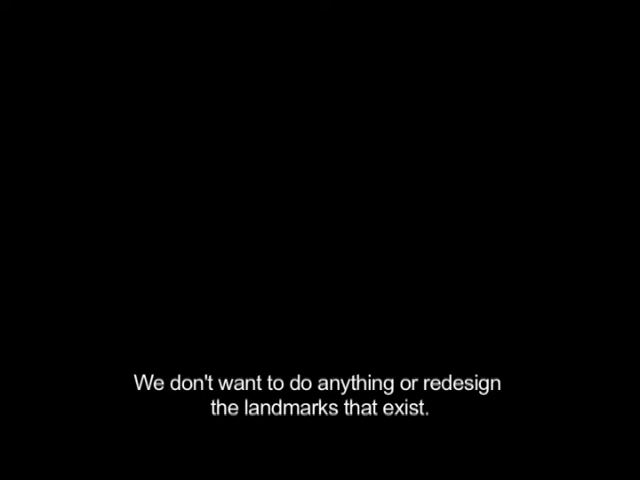 We don't want to do anything or redesign
the landmarks that exist.